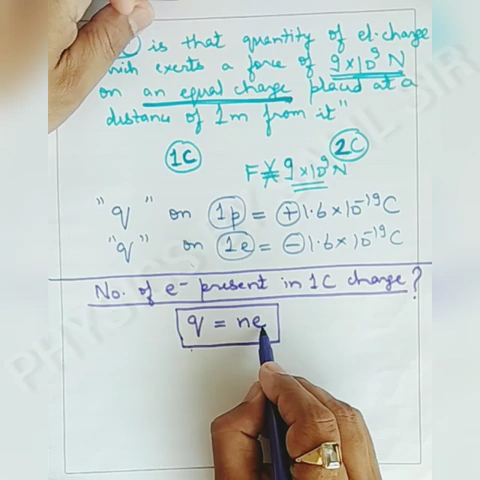 is that quantity of el. charge
which exerts a force of 9×10⁹ N
on an equal charge placed at a
distance of 1m from it"
1C 2C
F ≠ 9×10⁹ N
"q" on 1p = +1.6×10⁻¹⁹C
"q" on 1e = −1.6×10⁻¹⁹C
No. of e⁻ present in 1C charge?
q = ne